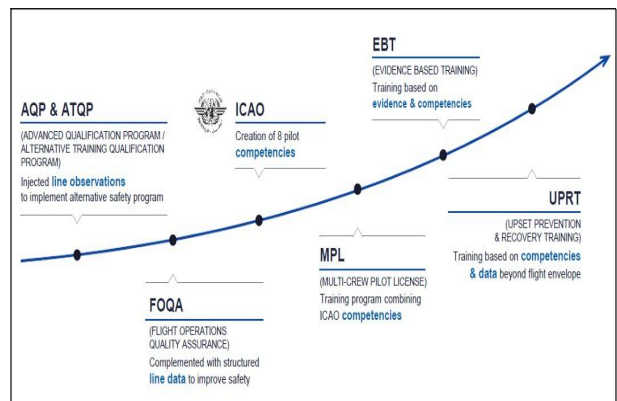 AQP & ATQP
(ADVANCED QUALIFICATION PROGRAM /
ALTERNATIVE TRAINING QUALIFICATION
PROGRAM)
Injected line observations
to implement alternative safety program
FOQA
(FLIGHT OPERATIONS
QUALITY ASSURANCE)
Complemented with structured
line data to improve safety
ICAO
Creation of 8 pilot
competencies
MPL
(MULTI-CREW PILOT LICENSE)
Training program combining
ICAO competencies
EBT
(EVIDENCE BASED TRAINING)
Training based on
evidence & competencies
UPRT
(UPSET PREVENTION
& RECOVERY TRAINING)
Training based on competencies
& data beyond flight envelope